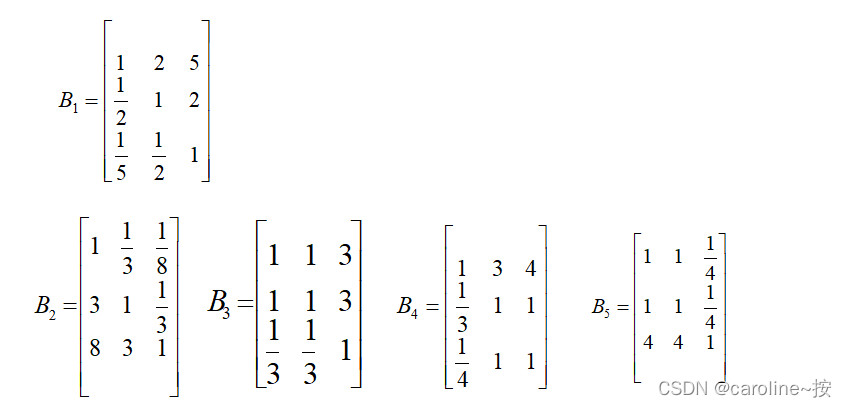 B₁ = [1 2 5; 1/2 1 2; 1/5 1/2 1]
B₂ = [1 1/3 1/8; 3 1 1/3; 8 3 1]
B₃ = [1 1 3; 1 1 3; 1/3 1/3 1]
B₄ = [1 3 4; 1/3 1 1; 1/4 1 1]
B₅ = [1 1 1/4; 1 1 1/4; 4 4 1]
CSDN @caroline~按